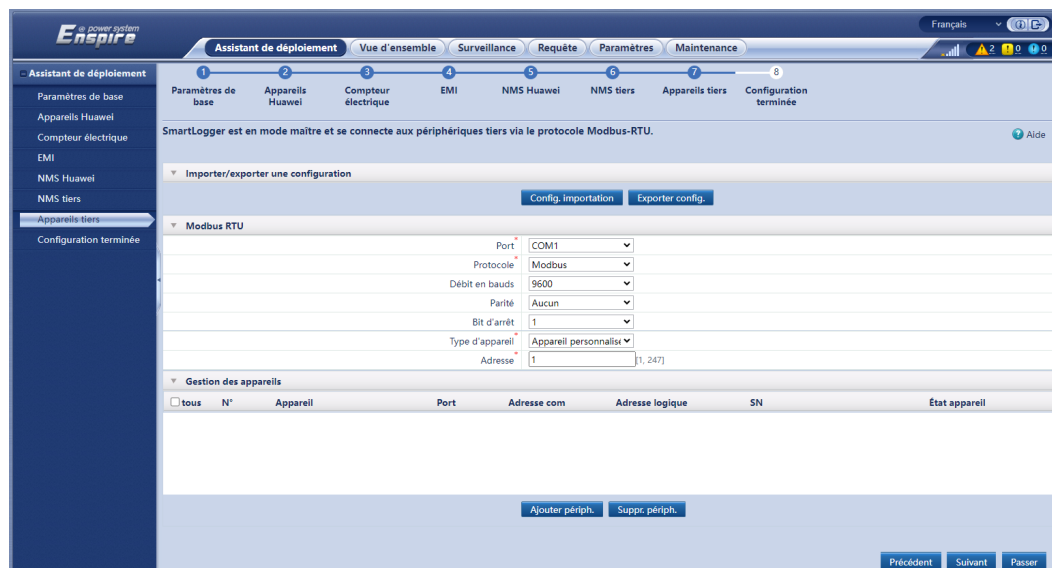 @ power system
Enspire
Français
Assistant de déploiement
Vue d'ensemble
Surveillance
Requête
Paramètres
Maintenance
2
0
0
Assistant de déploiement
Paramètres de base
Appareils Huawei
Compteur électrique
EMI
NMS Huawei
NMS tiers
Appareils tiers
Configuration terminée
1
2
3
4
5
6
7
8
Paramètres de base
Appareils Huawei
Compteur électrique
EMI
NMS Huawei
NMS tiers
Appareils tiers
Configuration terminée
SmartLogger est en mode maître et se connecte aux périphériques tiers via le protocole Modbus-RTU.
Aide
Importer/exporter une configuration
Config. importation
Exporter config.
Modbus RTU
Port* COM1
Protocole* Modbus
Débit en bauds 9600
Parité Aucun
Bit d'arrêt 1
Type d'appareil* Appareil personnalise
Adresse* 1 [1, 247]
Gestion des appareils
tous N° Appareil Port Adresse com Adresse logique SN État appareil
Ajouter périph.
Suppr. périph.
Précédent
Suivant
Passer